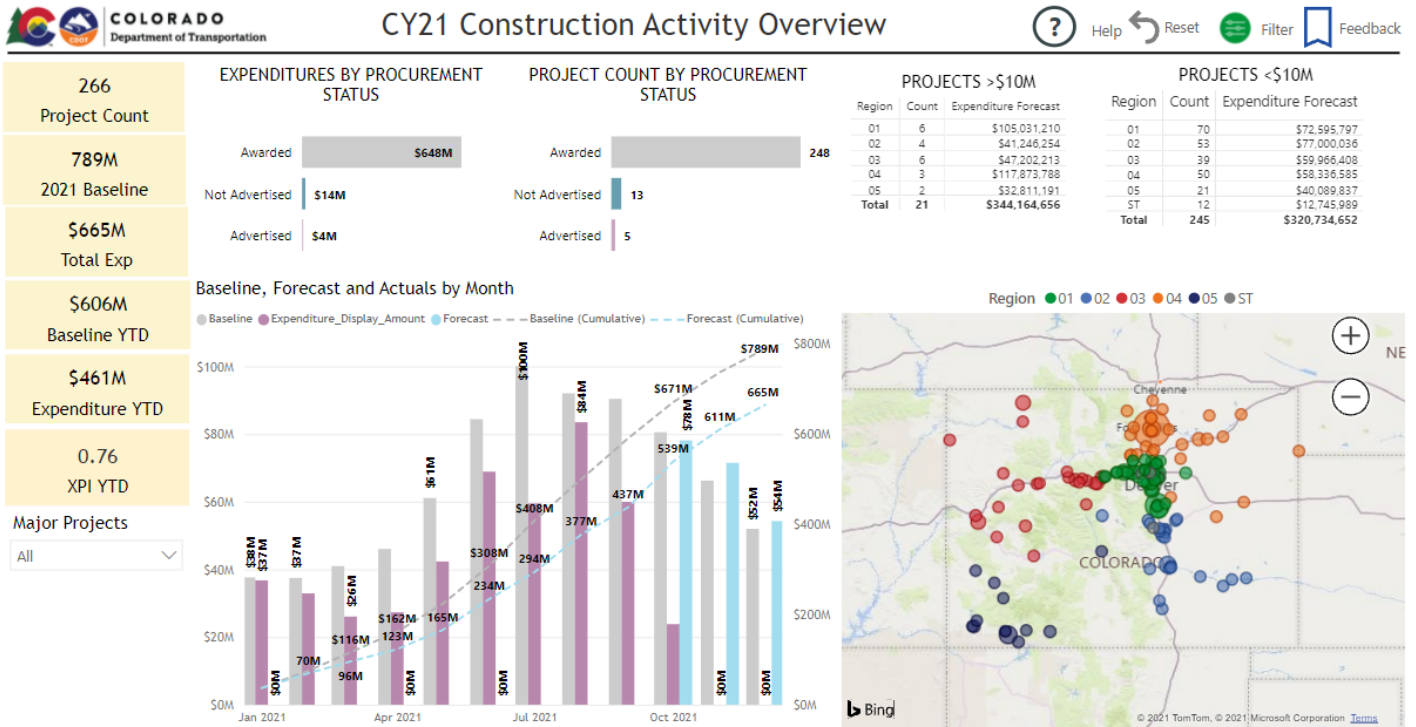 COLORADO
Department of Transportation
CDOT
CY21 Construction Activity Overview
?
Help
Reset
Filter
Feedback
266
Project Count
789M
2021 Baseline
$665M
Total Exp
$606M
Baseline YTD
$461M
Expenditure YTD
0.76
XPI YTD
Major Projects
All
EXPENDITURES BY PROCUREMENT
STATUS
Awarded $648M
Not Advertised $14M
Advertised $4M
PROJECT COUNT BY PROCUREMENT
STATUS
Awarded 248
Not Advertised 13
Advertised 5
PROJECTS >$10M
Region Count Expenditure Forecast
01 6 $105,031,210
02 4 $41,246,254
03 6 $47,202,213
04 3 $117,873,788
05 2 $32,811,191
Total 21 $344,164,656
PROJECTS <$10M
Region Count Expenditure Forecast
01 70 $72,595,797
02 53 $77,000,036
03 39 $59,966,408
04 50 $58,336,585
05 21 $40,089,837
ST 12 $12,745,989
Total 245 $320,734,652
Baseline, Forecast and Actuals by Month
Baseline Expenditure_Display_Amount Forecast Baseline (Cumulative) Forecast (Cumulative)
$100M
$80M
$60M
$40M
$20M
$0M
$800M
$600M
$400M
$200M
$0M
$38M
$37M
$0M
$37M
70M
$26M
$116M
96M
$162M
123M
$0M
$61M
165M
$308M
234M
$0M
$100M
$408M
294M
$84M
377M
437M
$671M
$78M
539M
611M
$0M
$789M
665M
$52M
$54M
$0M
Jan 2021
Apr 2021
Jul 2021
Oct 2021
Region 01 02 03 04 05 ST
+
−
NE
Cheyenne
Denver
COLORADO
Bing
© 2021 TomTom, © 2021 Microsoft Corporation Terms